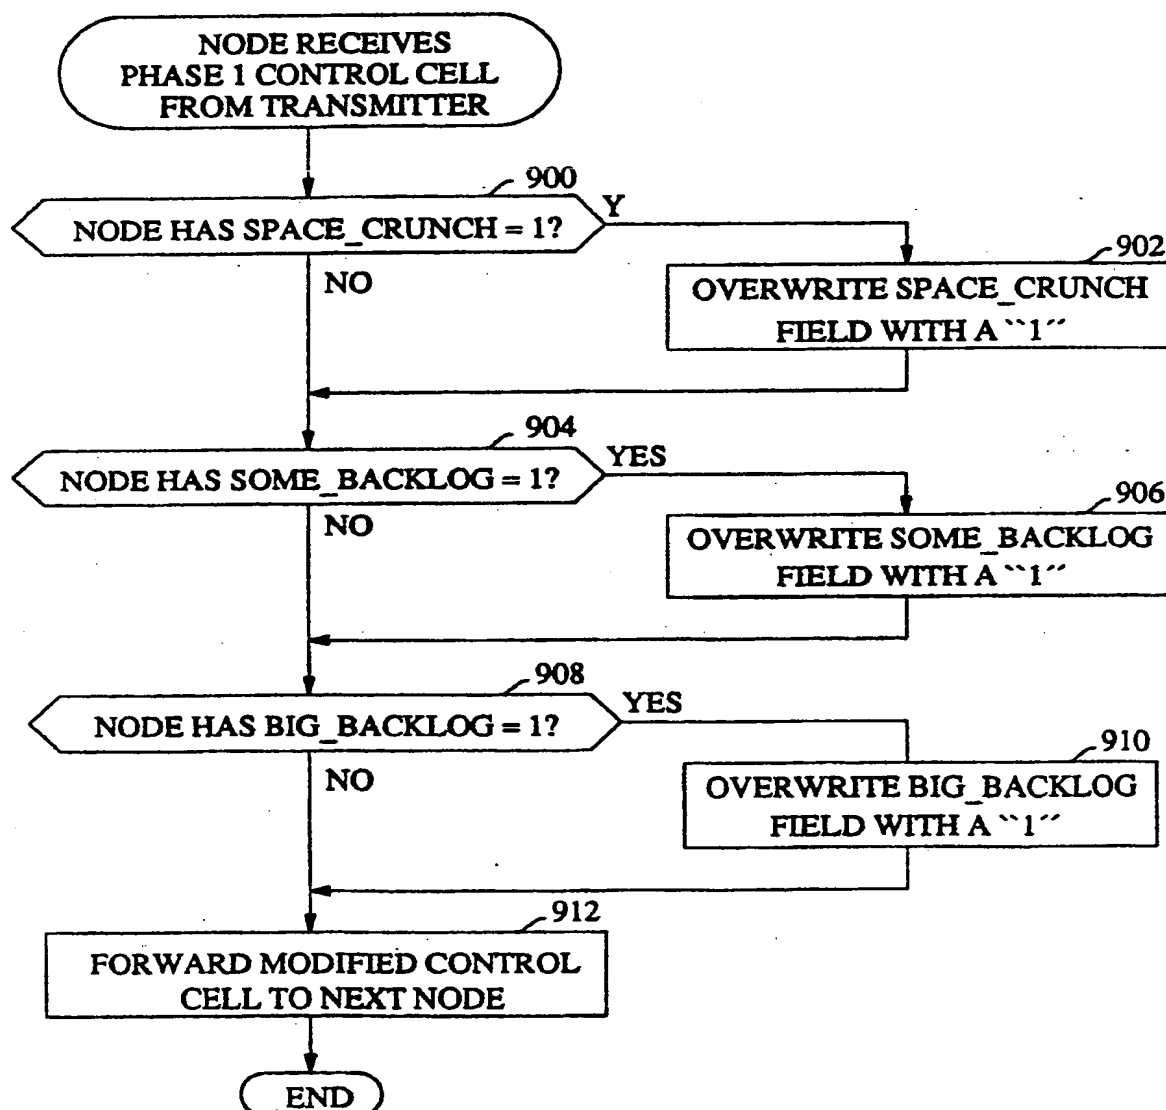 NODE RECEIVES
PHASE 1 CONTROL CELL
FROM TRANSMITTER
900
NODE HAS SPACE_CRUNCH = 1?
Y
NO
902
OVERWRITE SPACE_CRUNCH
FIELD WITH A ``1´´
904
NODE HAS SOME_BACKLOG = 1?
YES
NO
906
OVERWRITE SOME_BACKLOG
FIELD WITH A ``1´´
908
NODE HAS BIG_BACKLOG = 1?
YES
NO
910
OVERWRITE BIG_BACKLOG
FIELD WITH A ``1´´
912
FORWARD MODIFIED CONTROL
CELL TO NEXT NODE
END